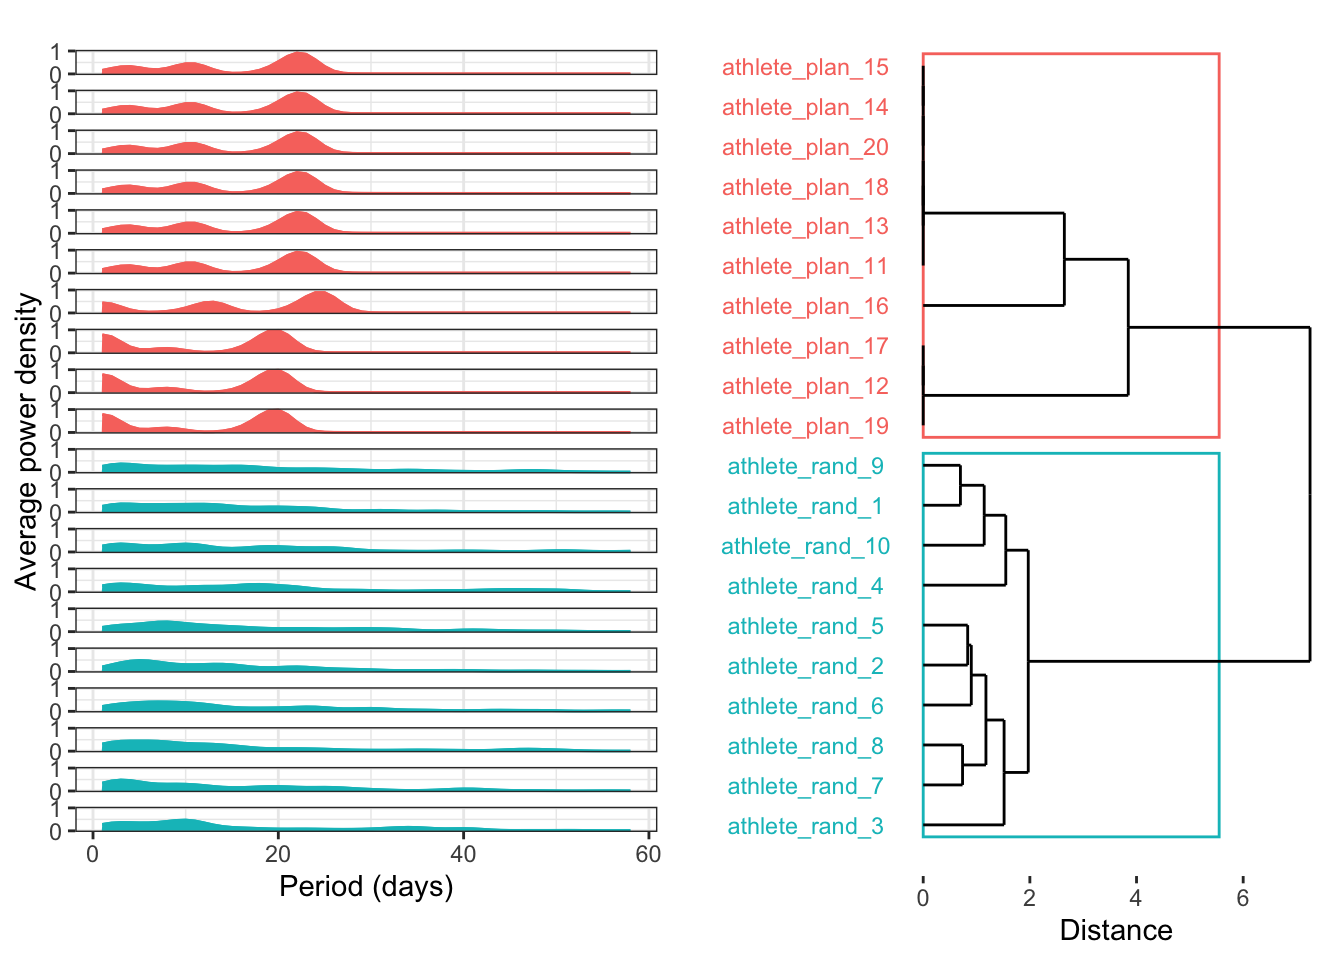 Average power density
1
0
1
0
1
0
1
0
1
0
1
0
1
0
1
0
1
0
1
0
1
0
1
0
1
0
1
0
1
0
1
0
1
0
1
0
1
0
1
0
0 20 40 60
Period (days)
athlete_plan_15
athlete_plan_14
athlete_plan_20
athlete_plan_18
athlete_plan_13
athlete_plan_11
athlete_plan_16
athlete_plan_17
athlete_plan_12
athlete_plan_19
athlete_rand_9
athlete_rand_1
athlete_rand_10
athlete_rand_4
athlete_rand_5
athlete_rand_2
athlete_rand_6
athlete_rand_8
athlete_rand_7
athlete_rand_3
0 2 4 6
Distance